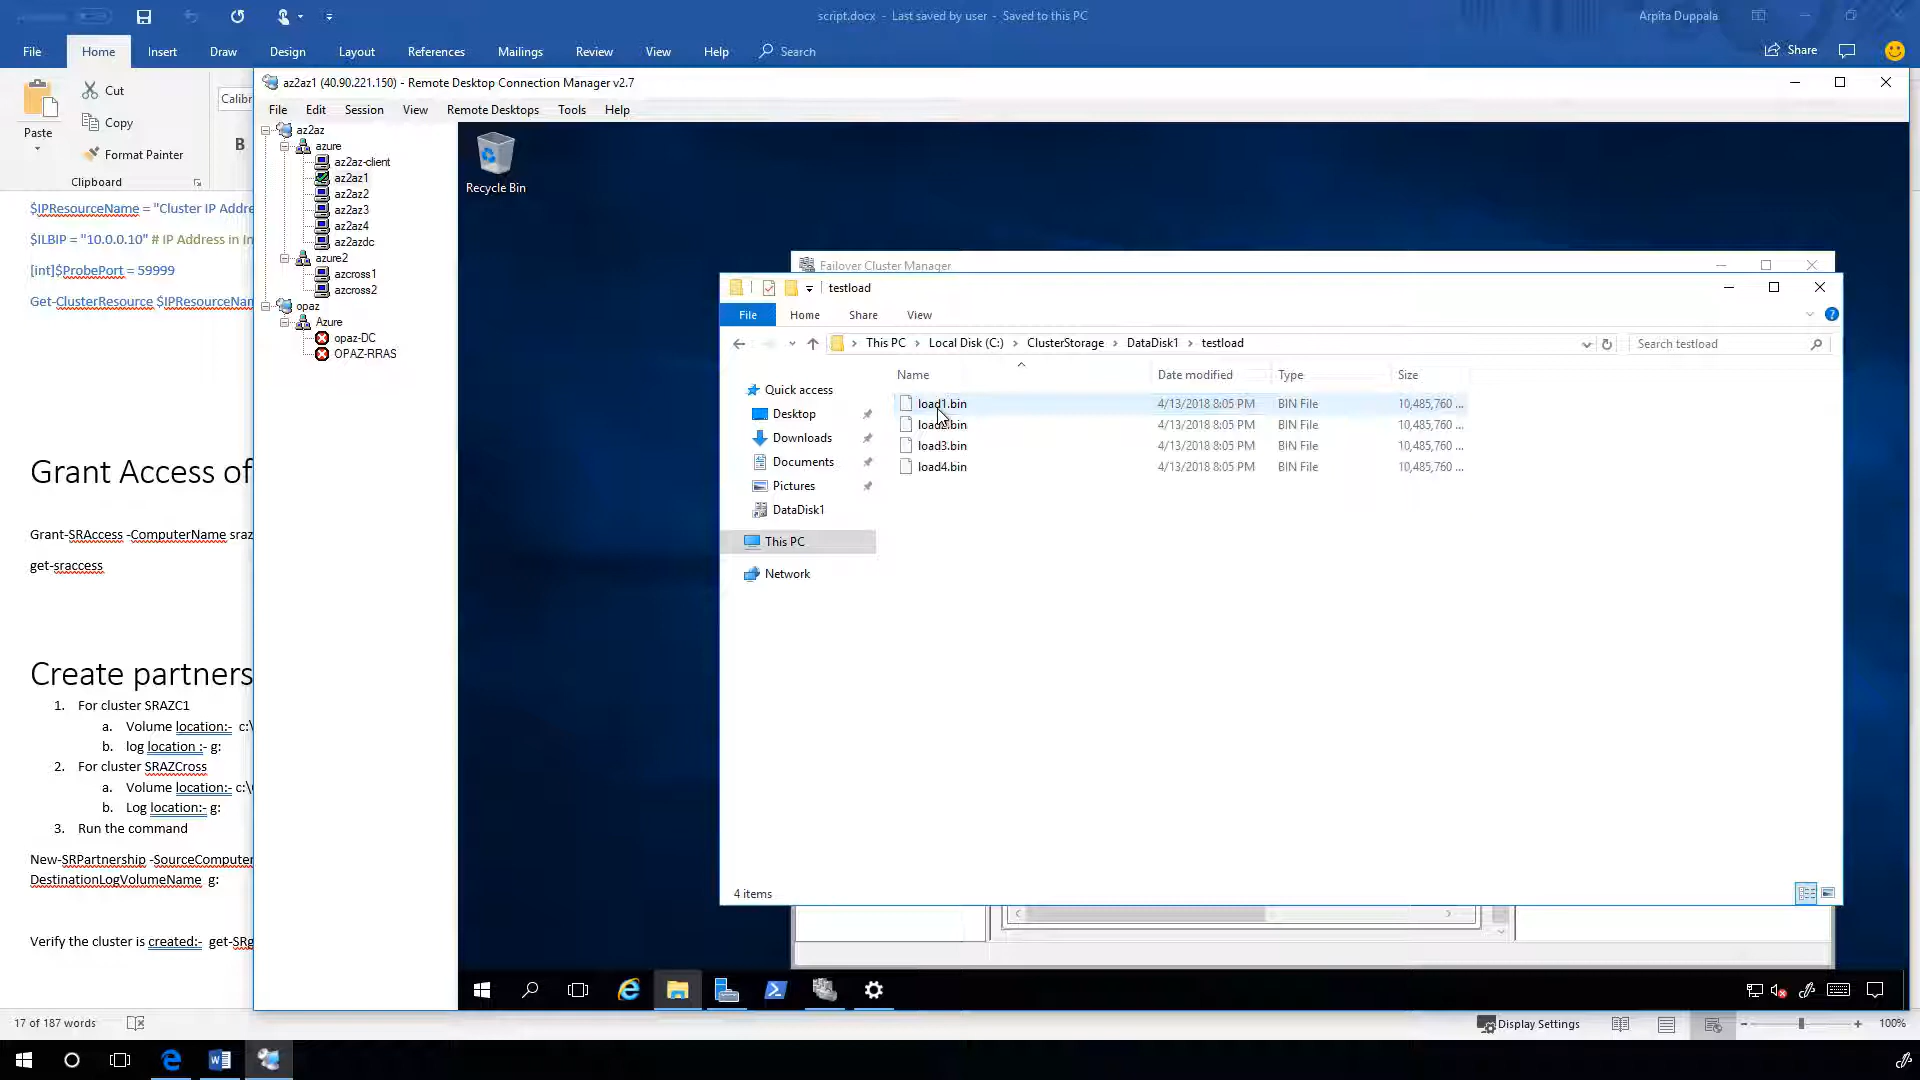 script.docx - Last saved by user - Saved to this PC
Arpita Duppala
File Home Insert Draw Design Layout References Mailings Review View Help Search
Share
Paste
Cut
Copy
Format Painter
Clipboard
Calibr
B
$IPResourceName = "Cluster IP Addre
$ILBIP = "10.0.0.10" # IP Address in In
[int]$ProbePort = 59999
Get-ClusterResource $IPResourceNam
Grant Access of
Grant-SRAccess -ComputerName sraz
get-sraccess
Create partners
1. For cluster SRAZC1
a. Volume location:- c:\
b. log location :- g:
2. For cluster SRAZCross
a. Volume location:- c:\
b. Log location:- g:
3. Run the command
New-SRPartnership -SourceComputer
DestinationLogVolumeName g:
Verify the cluster is created:- get-SRg
17 of 187 words
Display Settings
100%
az2az1 (40.90.221.150) - Remote Desktop Connection Manager v2.7
File Edit Session View Remote Desktops Tools Help
az2az
azure
az2az-client
az2az1
az2az2
az2az3
az2az4
az2azdc
azure2
azcross1
azcross2
opaz
Azure
opaz-DC
OPAZ-RRAS
Recycle Bin
Failover Cluster Manager
testload
File Home Share View
This PC Local Disk (C:) ClusterStorage DataDisk1 testload
Search testload
Quick access
Desktop
Downloads
Documents
Pictures
DataDisk1
This PC
Network
Name Date modified Type Size
load1.bin 4/13/2018 8:05 PM BIN File 10,485,760 ...
load2.bin 4/13/2018 8:05 PM BIN File 10,485,760 ...
load3.bin 4/13/2018 8:05 PM BIN File 10,485,760 ...
load4.bin 4/13/2018 8:05 PM BIN File 10,485,760 ...
4 items